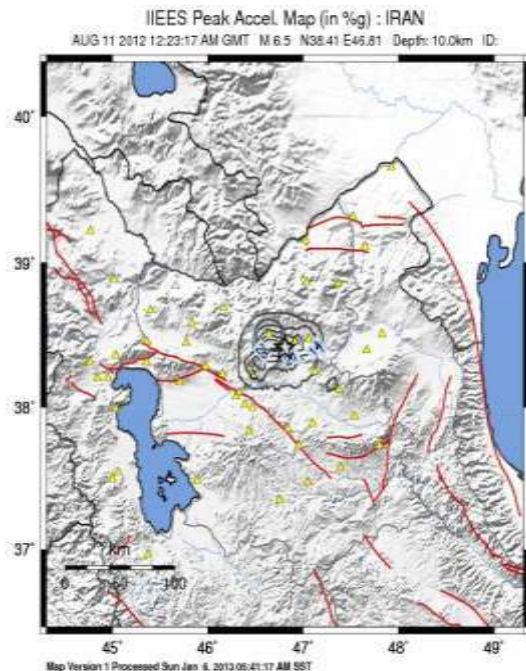 IIEES Peak Accel. Map (in %g) : IRAN
AUG 11 2012 12:23:17 AM GMT M 6.5 N38.41 E46.81 Depth: 10.0km ID:
40°
39°
38°
37°
km
0 50 100
45° 46° 47° 48° 49°
Map Version 1 Processed Sun Jan 6, 2013 05:41:17 AM SST